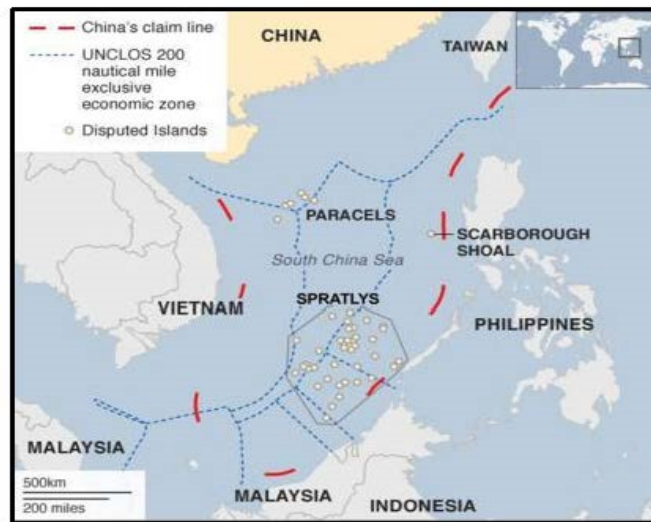 China's claim line
UNCLOS 200
nautical mile
exclusive
economic zone
Disputed Islands
CHINA
TAIWAN
PARACELS
SCARBOROUGH
SHOAL
South China Sea
SPRATLYS
VIETNAM
PHILIPPINES
MALAYSIA
500km
200 miles
MALAYSIA
INDONESIA